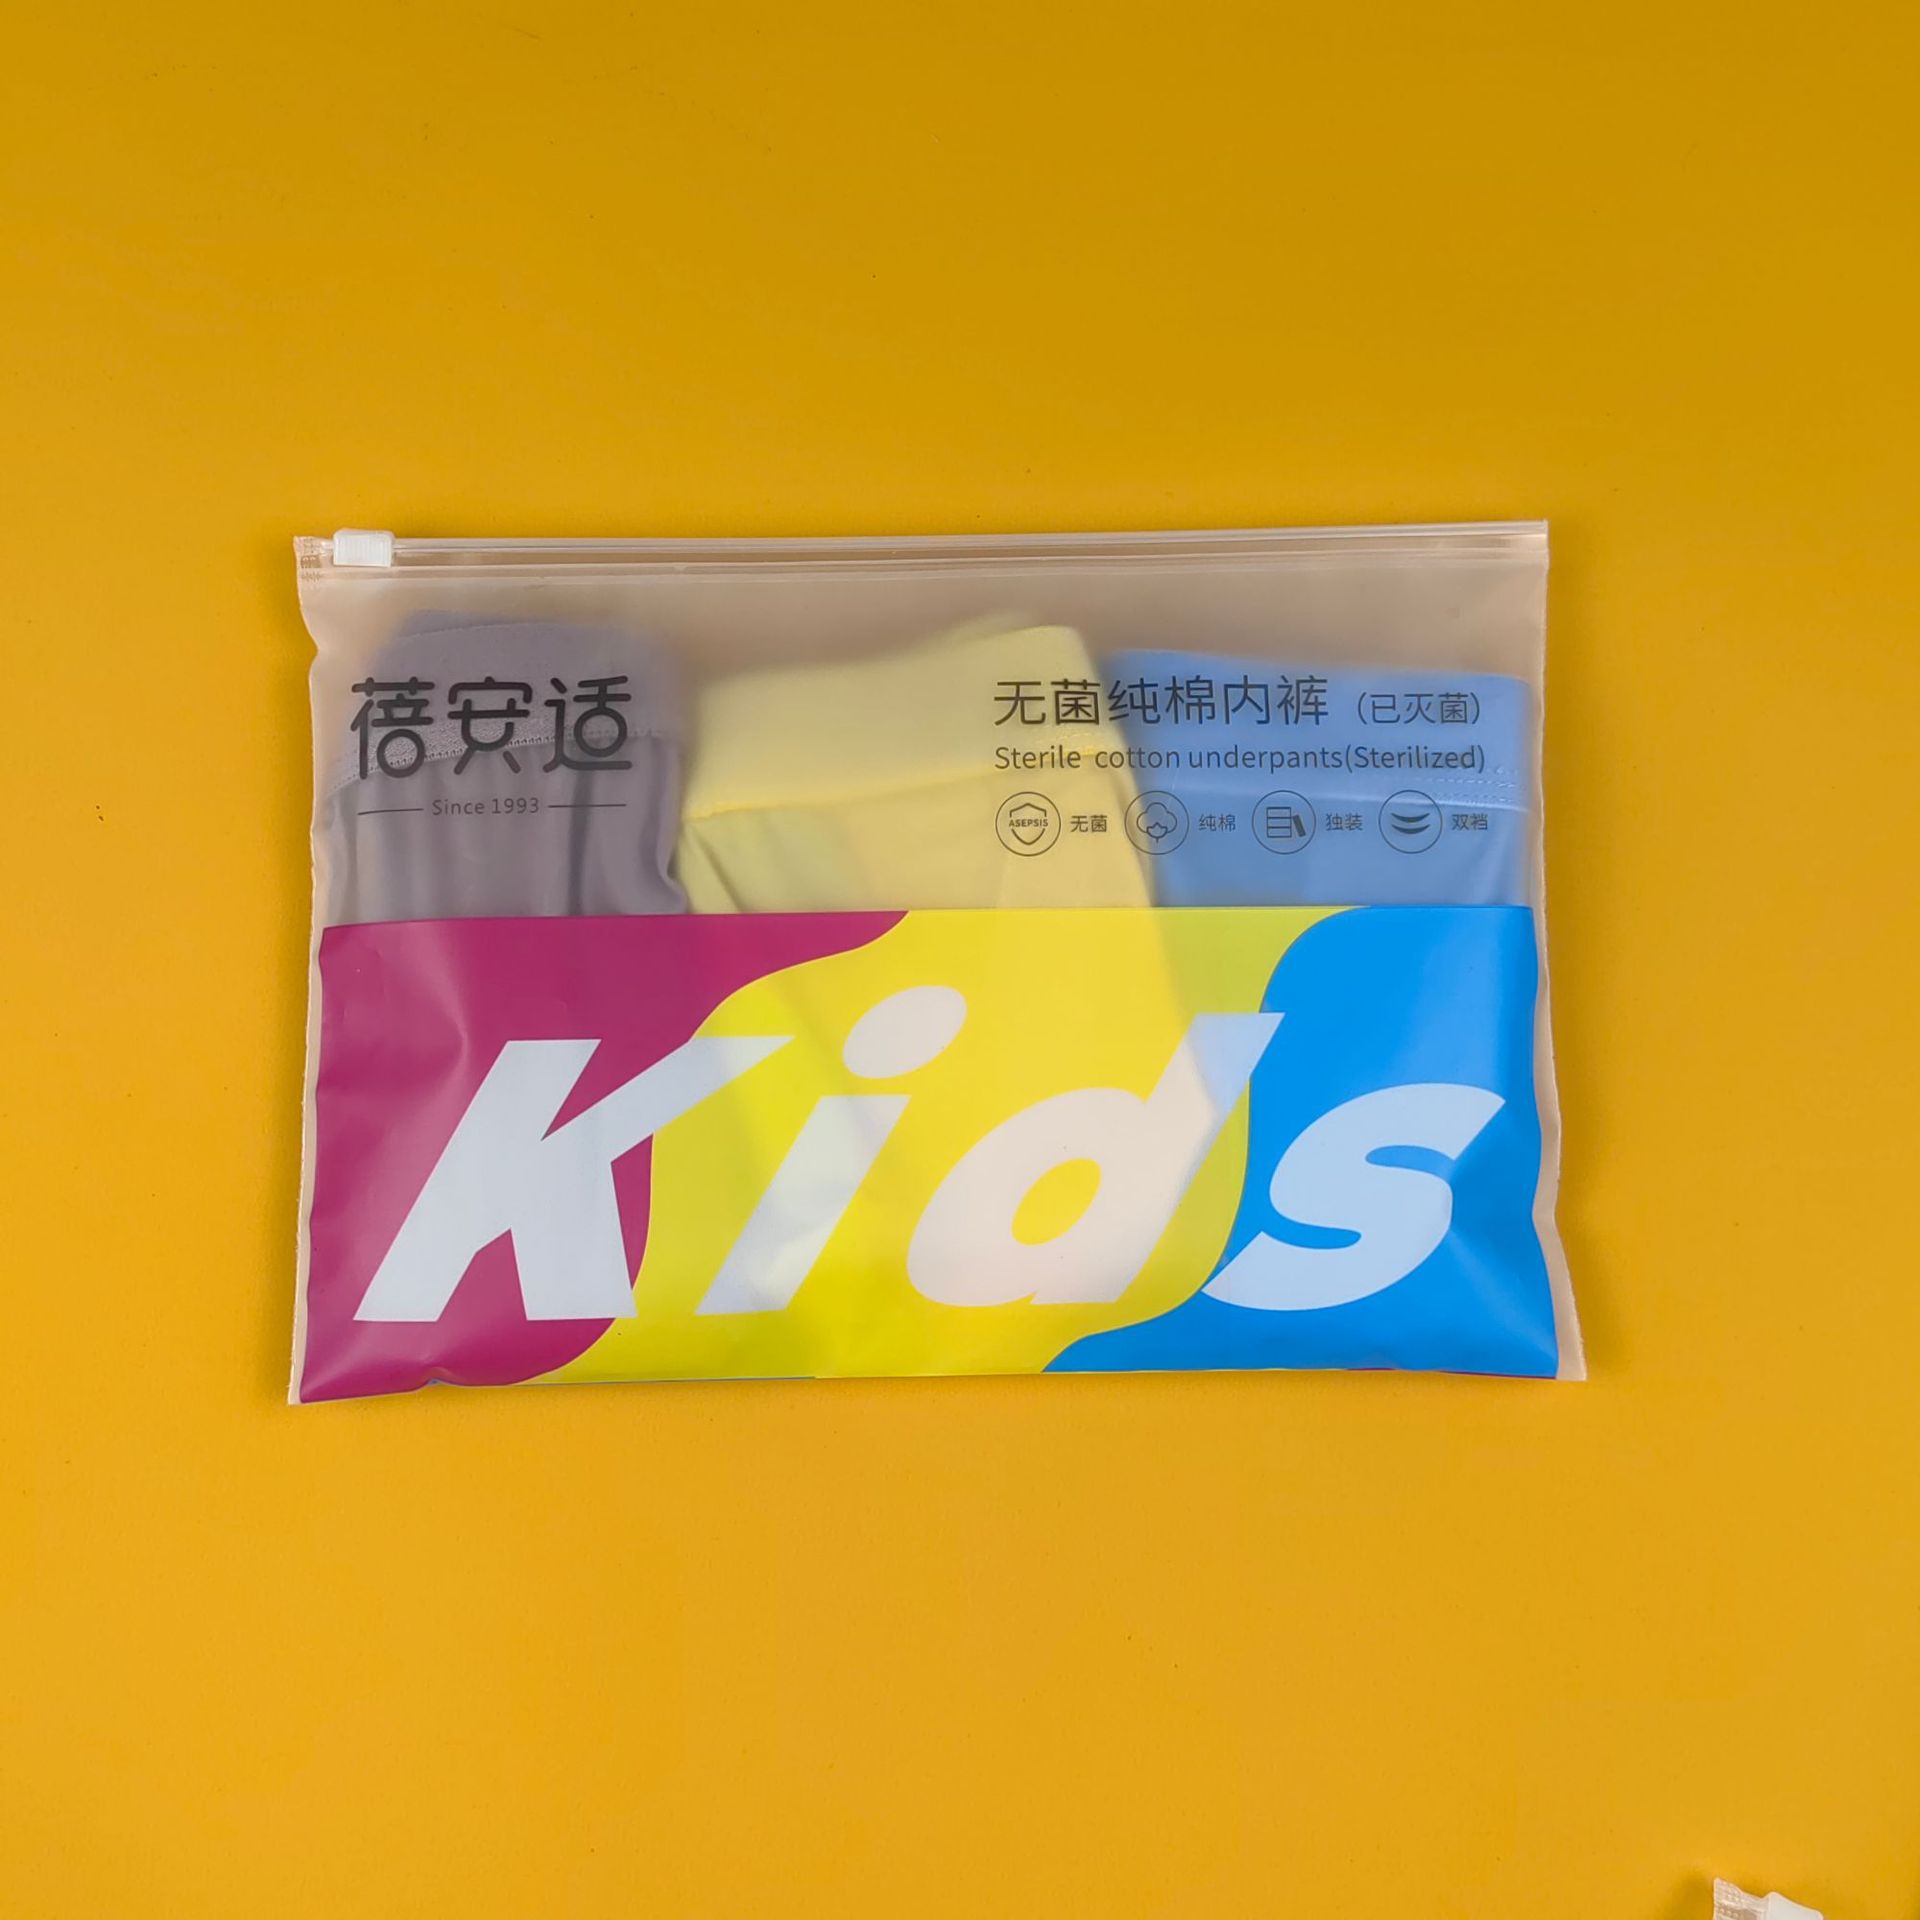 蓓安适
Since 1993
无菌纯棉内裤（已灭菌）
Sterile cotton underpants(Sterilized)
ASEPSIS 无菌 纯棉 独装 双裆
Kids